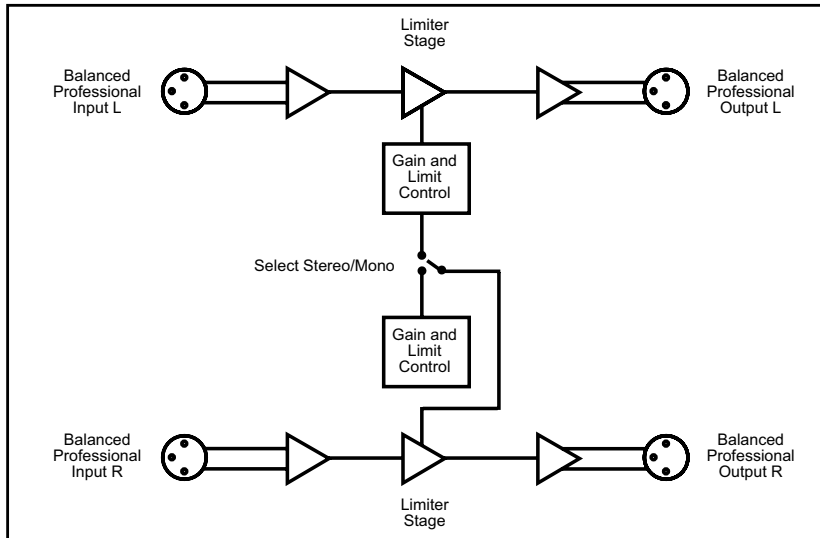 Limiter
Stage
Balanced
Professional
Input L
Balanced
Professional
Output L
Gain and
Limit
Control
Select Stereo/Mono
Gain and
Limit
Control
Balanced
Professional
Input R
Balanced
Professional
Output R
Limiter
Stage